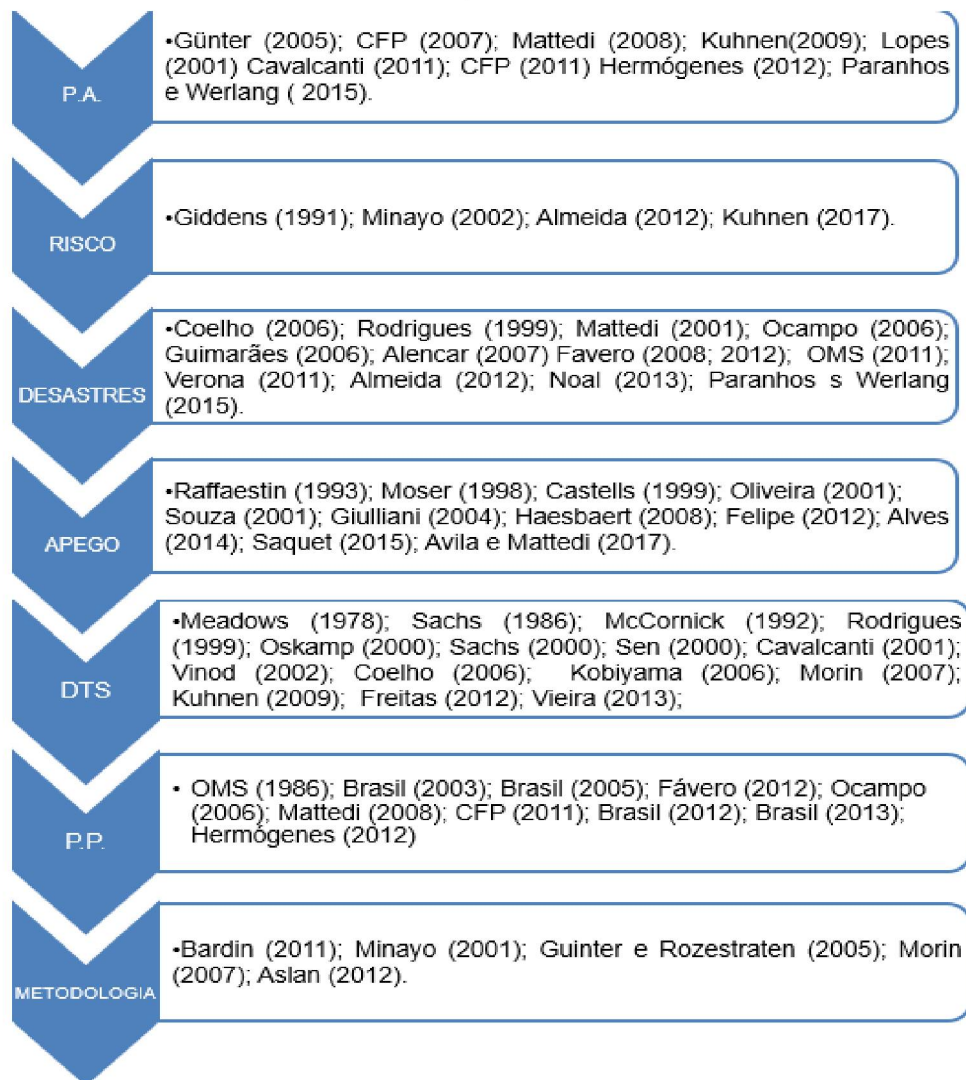 P.A.
•Günter (2005); CFP (2007); Mattedi (2008); Kuhnen(2009); Lopes
(2001) Cavalcanti (2011); CFP (2011) Hermógenes (2012); Paranhos
e Werlang ( 2015).
RISCO
•Giddens (1991); Minayo (2002); Almeida (2012); Kuhnen (2017).
DESASTRES
•Coelho (2006); Rodrigues (1999); Mattedi (2001); Ocampo (2006);
Guimarães (2006); Alencar (2007) Favero (2008; 2012); OMS (2011);
Verona (2011); Almeida (2012); Noal (2013); Paranhos s Werlang
(2015).
APEGO
•Raffaestin (1993); Moser (1998); Castells (1999); Oliveira (2001);
Souza (2001); Giulliani (2004); Haesbaert (2008); Felipe (2012); Alves
(2014); Saquet (2015); Avila e Mattedi (2017).
DTS
•Meadows (1978); Sachs (1986); McCornick (1992); Rodrigues
(1999); Oskamp (2000); Sachs (2000); Sen (2000); Cavalcanti (2001);
Vinod (2002); Coelho (2006); Kobiyama (2006); Morin (2007);
Kuhnen (2009); Freitas (2012); Vieira (2013);
P.P.
• OMS (1986); Brasil (2003); Brasil (2005); Fávero (2012); Ocampo
(2006); Mattedi (2008); CFP (2011); Brasil (2012); Brasil (2013);
Hermógenes (2012)
METODOLOGIA
•Bardin (2011); Minayo (2001); Guinter e Rozestraten (2005); Morin
(2007); Aslan (2012).